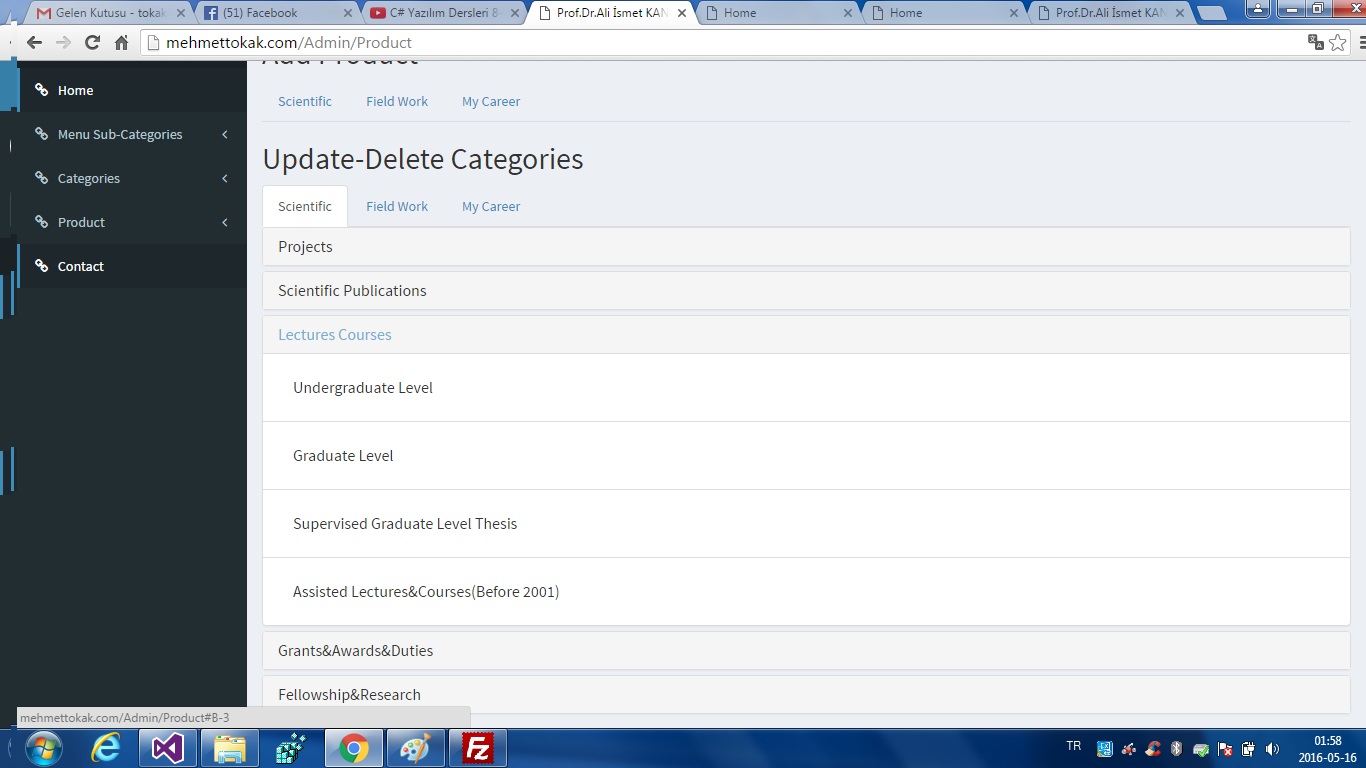 Gelen Kutusu - tokak
(51) Facebook
C# Yazılım Dersleri 8-
Prof.Dr.Ali İsmet KAN
Home
Home
Prof.Dr.Ali İsmet KAN
mehmettokak.com/Admin/Product
Add Product
Scientific Field Work My Career
Update-Delete Categories
Scientific Field Work My Career
Home
Menu Sub-Categories
Categories
Product
Contact
Projects
Scientific Publications
Lectures Courses
Undergraduate Level
Graduate Level
Supervised Graduate Level Thesis
Assisted Lectures&Courses(Before 2001)
Grants&Awards&Duties
Fellowship&Research
mehmettokak.com/Admin/Product#B-3
TR
01:58
2016-05-16